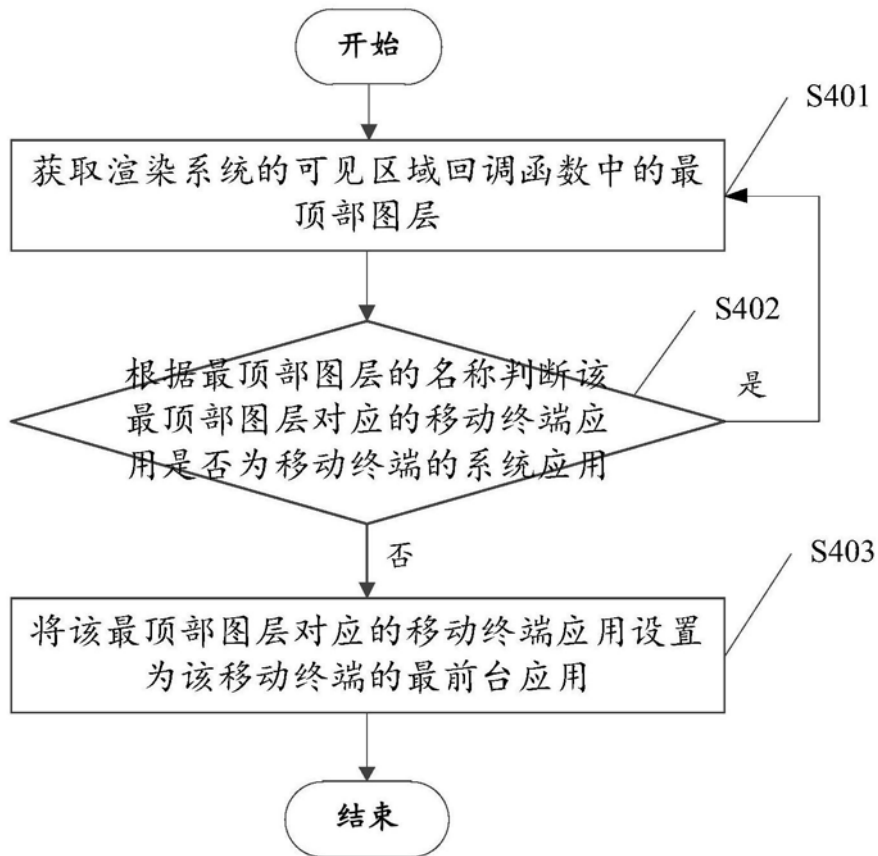 开始
S401
获取渲染系统的可见区域回调函数中的最
顶部图层
S402
根据最顶部图层的名称判断该
最顶部图层对应的移动终端应
用是否为移动终端的系统应用
是
否
S403
将该最顶部图层对应的移动终端应用设置
为该移动终端的最前台应用
结束